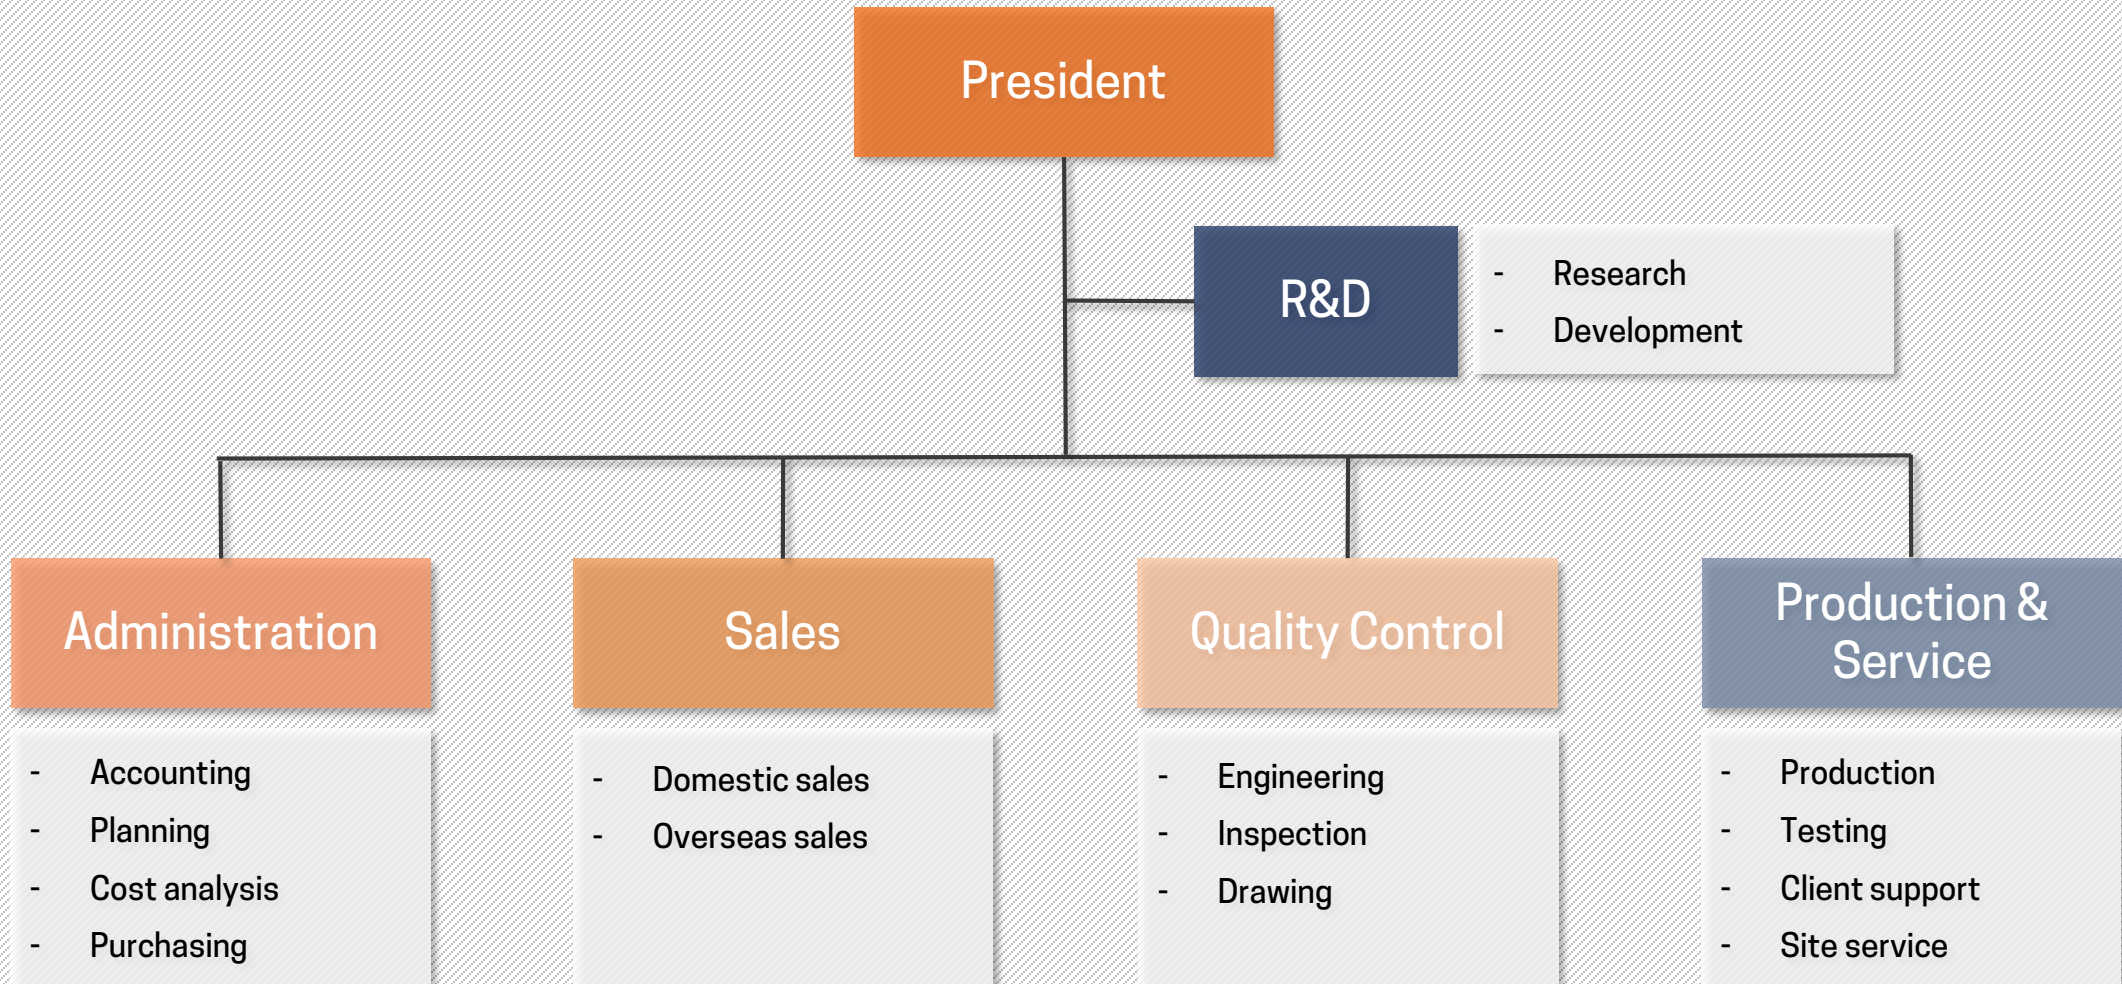 President
R&D
- Research
- Development
Administration
- Accounting
- Planning
- Cost analysis
- Purchasing
Sales
- Domestic sales
- Overseas sales
Quality Control
- Engineering
- Inspection
- Drawing
Production &
Service
- Production
- Testing
- Client support
- Site service